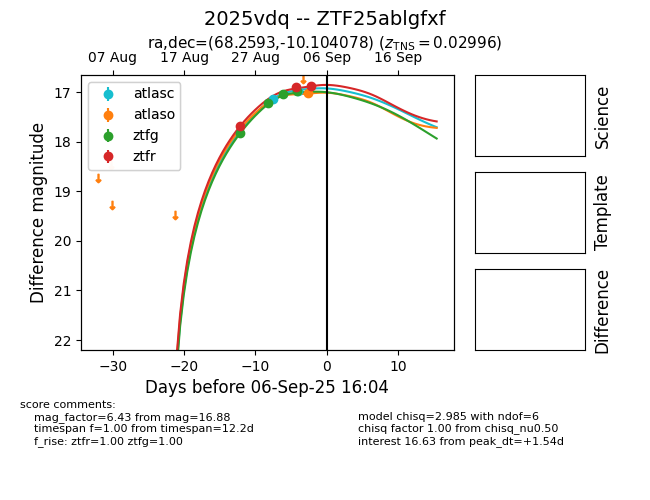 2025vdq -- ZTF25ablgfxf
ra,dec=(68.2593,-10.104078) (z_TNS = 0.02996)
07 Aug 17 Aug 27 Aug 06 Sep 16 Sep
atlasc
atlaso
ztfg
ztfr
Difference magnitude
17
18
19
20
21
22
−30 −20 −10 0 10
Days before 06-Sep-25 16:04
Science
Template
Difference
score comments:
mag_factor=6.43 from mag=16.88
timespan f=1.00 from timespan=12.2d
f_rise: ztfr=1.00 ztfg=1.00
model chisq=2.985 with ndof=6
chisq factor 1.00 from chisq_nu0.50
interest 16.63 from peak_dt=+1.54d